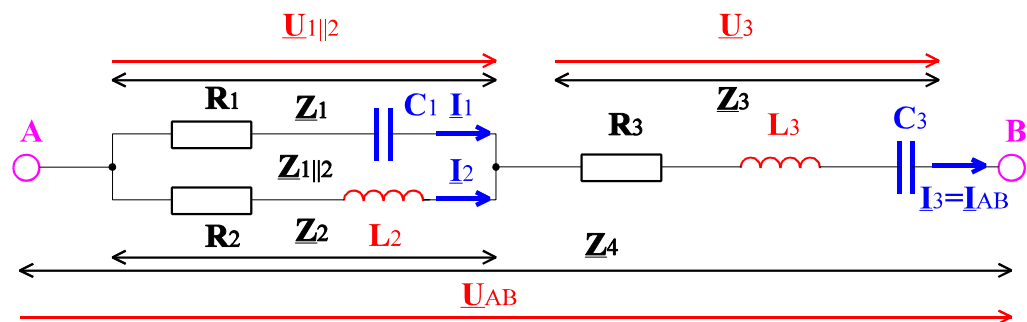 U1||2 U3
R1 Z1 C1 I1 Z3
A R3 L3 C3 B
Z1||2 I2
I3=IAB
R2 Z2 L2 Z4
UAB